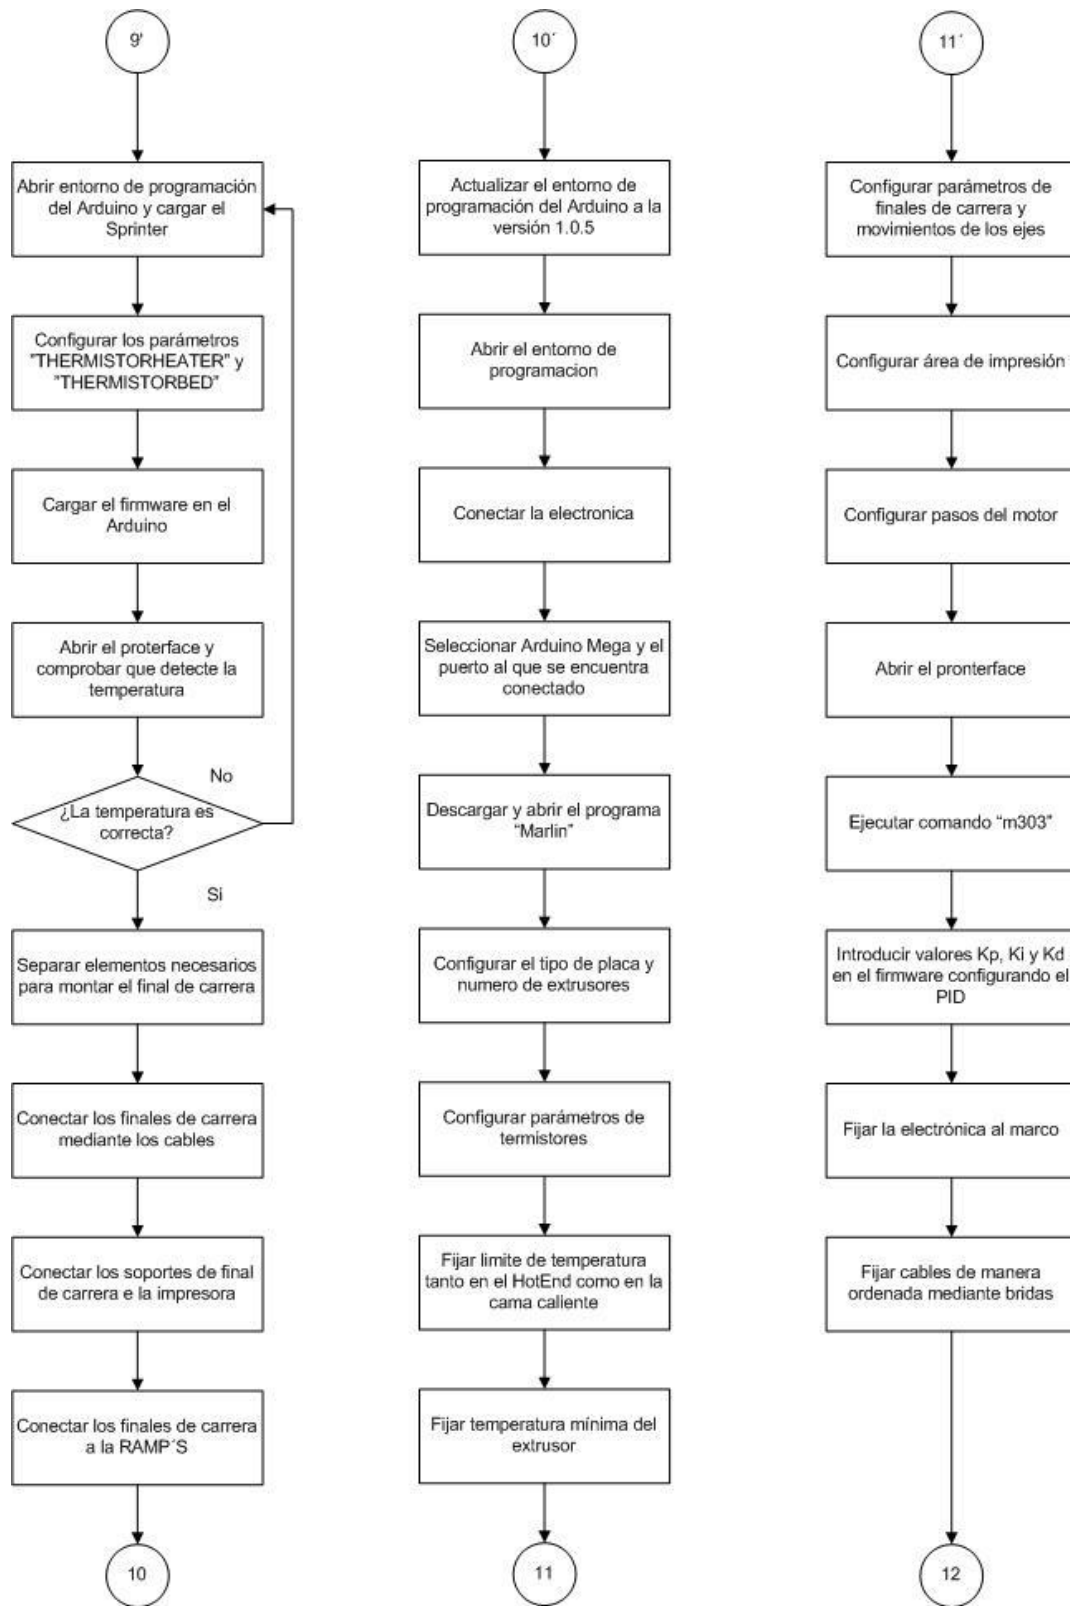 9'
Abrir entorno de programación
del Arduino y cargar el
Sprinter
Configurar los parámetros
"THERMISTORHEATER" y
"THERMISTORBED"
Cargar el firmware en el
Arduino
Abrir el proterface y
comprobar que detecte la
temperatura
No
¿La temperatura es
correcta?
Si
Separar elementos necesarios
para montar el final de carrera
Conectar los finales de carrera
mediante los cables
Conectar los soportes de final
de carrera e la impresora
Conectar los finales de carrera
a la RAMP´S
10
10´
Actualizar el entorno de
programación del Arduino a la
versión 1.0.5
Abrir el entorno de
programacion
Conectar la electronica
Seleccionar Arduino Mega y el
puerto al que se encuentra
conectado
Descargar y abrir el programa
“Marlin”
Configurar el tipo de placa y
numero de extrusores
Configurar parámetros de
termistores
Fijar limite de temperatura
tanto en el HotEnd como en la
cama caliente
Fijar temperatura mínima del
extrusor
11
11´
Configurar parámetros de
finales de carrera y
movimientos de los ejes
Configurar área de impresión
Configurar pasos del motor
Abrir el pronterface
Ejecutar comando “m303”
Introducir valores Kp, Ki y Kd
en el firmware configurando el
PID
Fijar la electrónica al marco
Fijar cables de manera
ordenada mediante bridas
12